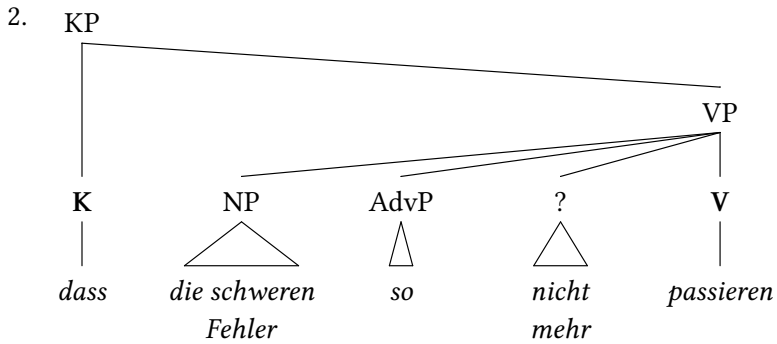 2. KP
VP
K NP AdvP ? V
dass die schweren so nicht passieren
Fehler mehr